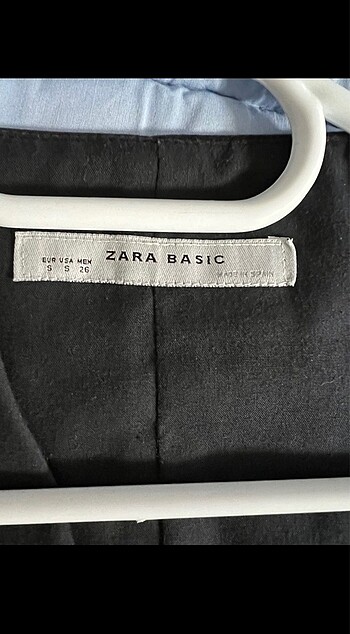 EUR USA MEX
S S 26
ZARA BASIC
MADE IN SPAIN